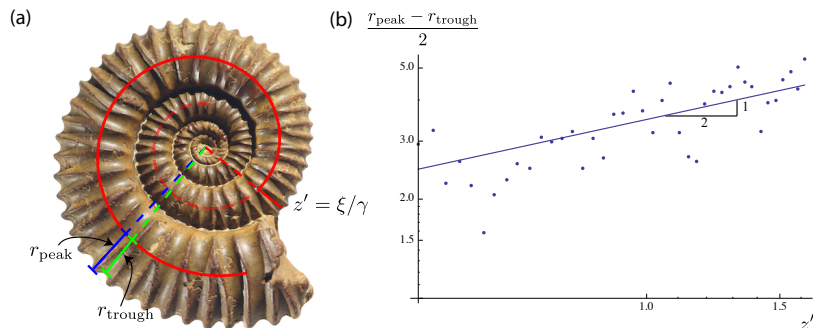 (a)
r_peak
r_trough
z′ = ξ/γ
(b)
r_peak − r_trough
2
5.0
3.0
2.0
1.5
1
2
1.0
1.5
z′